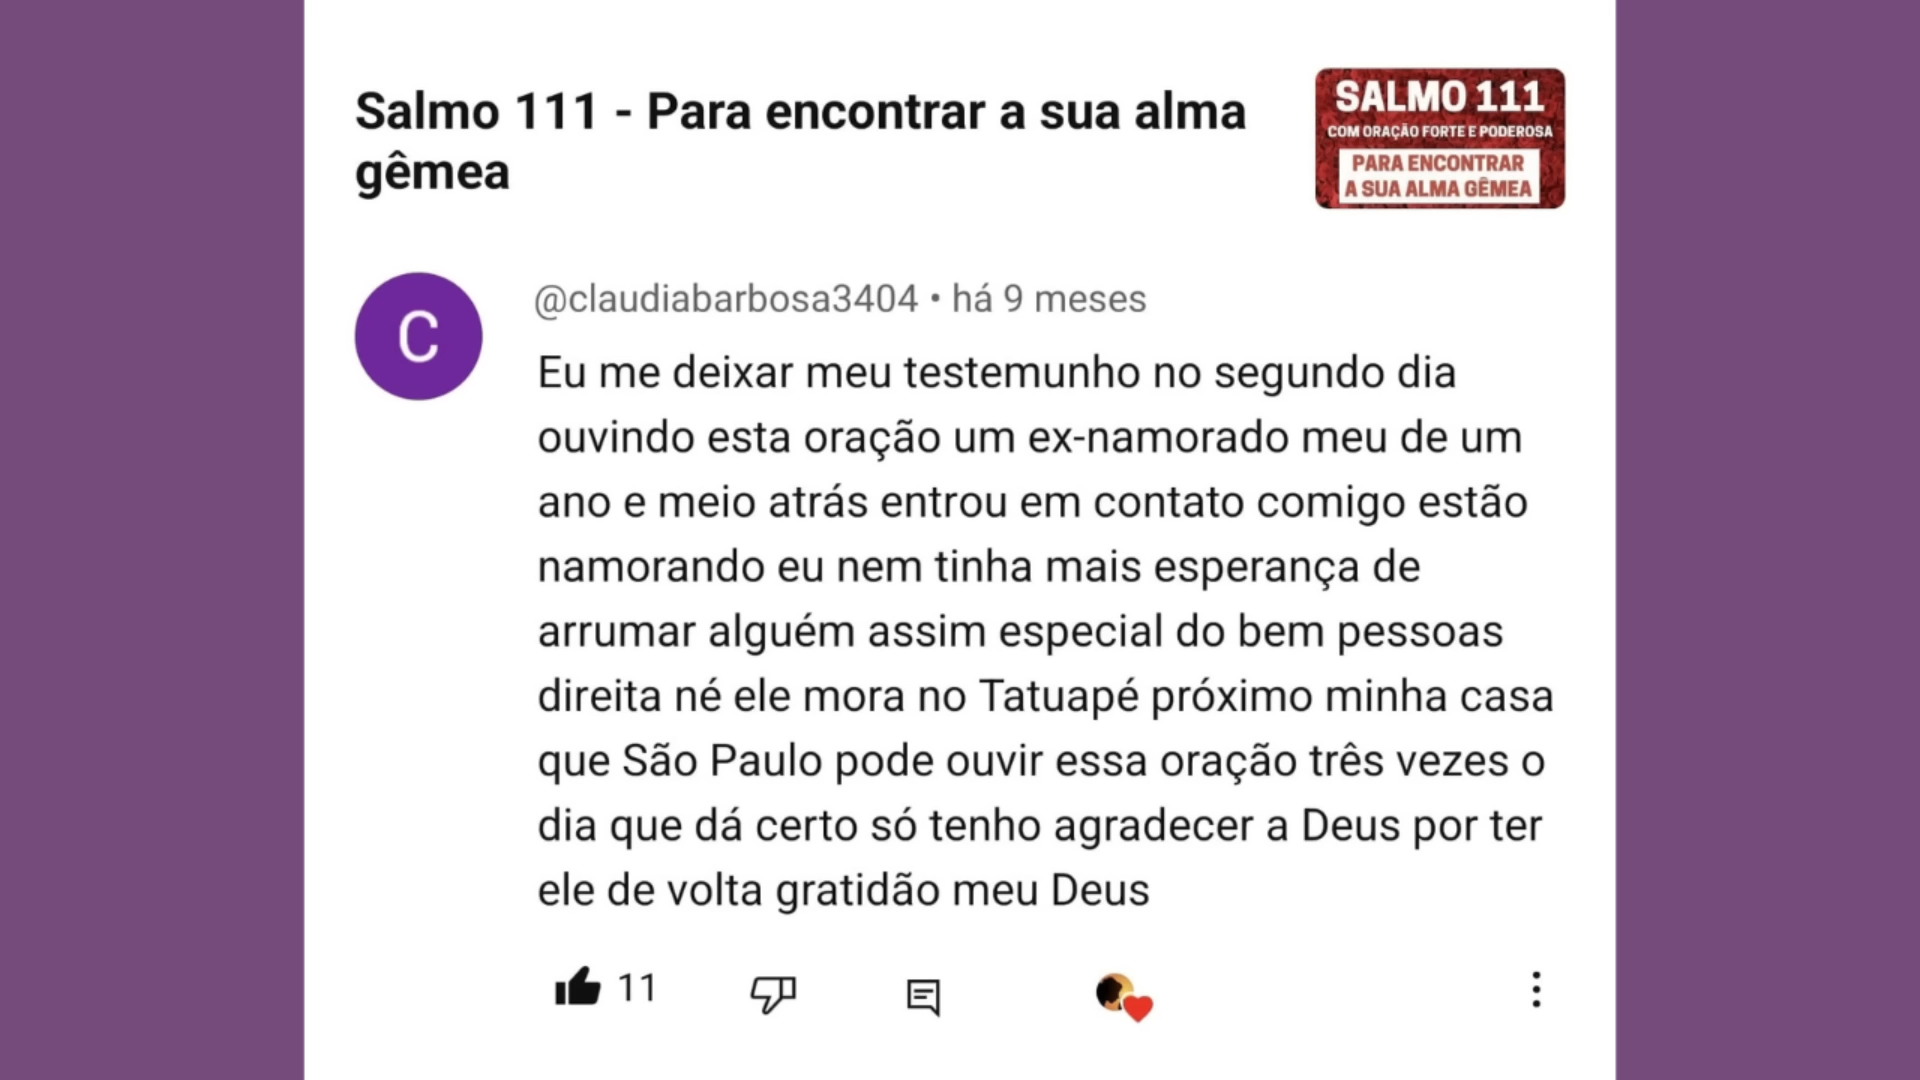 Salmo 111 - Para encontrar a sua alma
gêmea
SALMO 111
COM ORAÇÃO FORTE E PODEROSA
PARA ENCONTRAR
A SUA ALMA GÊMEA
C
@claudiabarbosa3404 • há 9 meses
Eu me deixar meu testemunho no segundo dia
ouvindo esta oração um ex-namorado meu de um
ano e meio atrás entrou em contato comigo estão
namorando eu nem tinha mais esperança de
arrumar alguém assim especial do bem pessoas
direita né ele mora no Tatuapé próximo minha casa
que São Paulo pode ouvir essa oração três vezes o
dia que dá certo só tenho agradecer a Deus por ter
ele de volta gratidão meu Deus
11